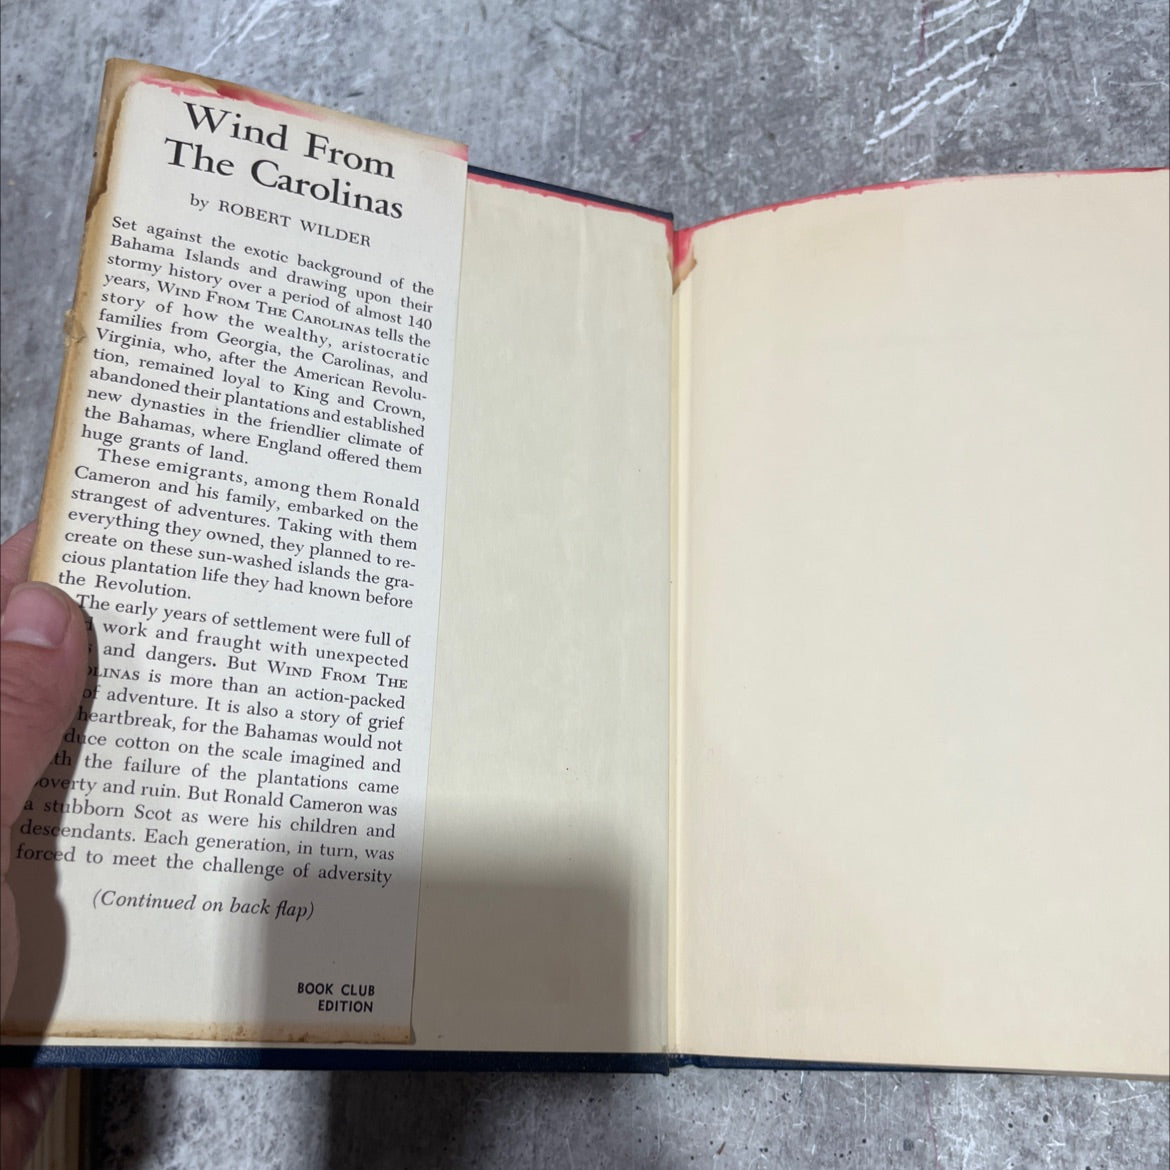 Wind From
The Carolinas
by ROBERT WILDER
Set against the exotic background of the
Bahama Islands and drawing upon their
stormy history over a period of almost 140
years, WIND FROM THE CAROLINAS tells the
story of how the wealthy, aristocratic
families from Georgia, the Carolinas, and
Virginia, who, after the American Revolu-
tion, remained loyal to King and Crown,
abandoned their plantations and established
new dynasties in the friendlier climate of
the Bahamas, where England offered them
huge grants of land.
These emigrants, among them Ronald
Cameron and his family, embarked on the
strangest of adventures. Taking with them
everything they owned, they planned to re-
create on these sun-washed islands the gra-
cious plantation life they had known before
the Revolution.
The early years of settlement were full of
work and fraught with unexpected
and dangers. But WIND FROM THE
OLINAS is more than an action-packed
of adventure. It is also a story of grief
heartbreak, for the Bahamas would not
duce cotton on the scale imagined and
th the failure of the plantations came
poverty and ruin. But Ronald Cameron was
a stubborn Scot as were his children and
descendants. Each generation, in turn, was
forced to meet the challenge of adversity
(Continued on back flap)
BOOK CLUB
EDITION